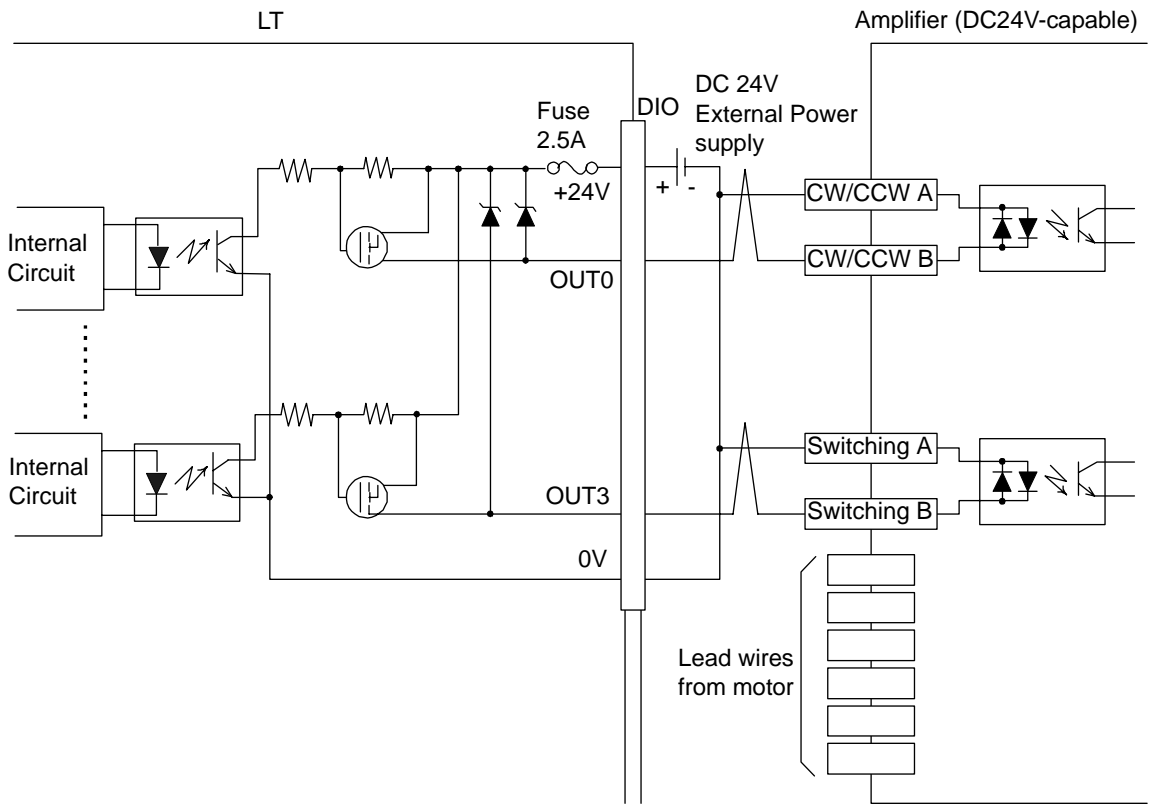 LT
Amplifier (DC24V-capable)
Fuse
2.5A
DIO
DC 24V
External Power
supply
+24V
+ -
CW/CCW A
Internal
Circuit
CW/CCW B
OUT0
Switching A
Internal
Circuit
OUT3
Switching B
0V
Lead wires
from motor